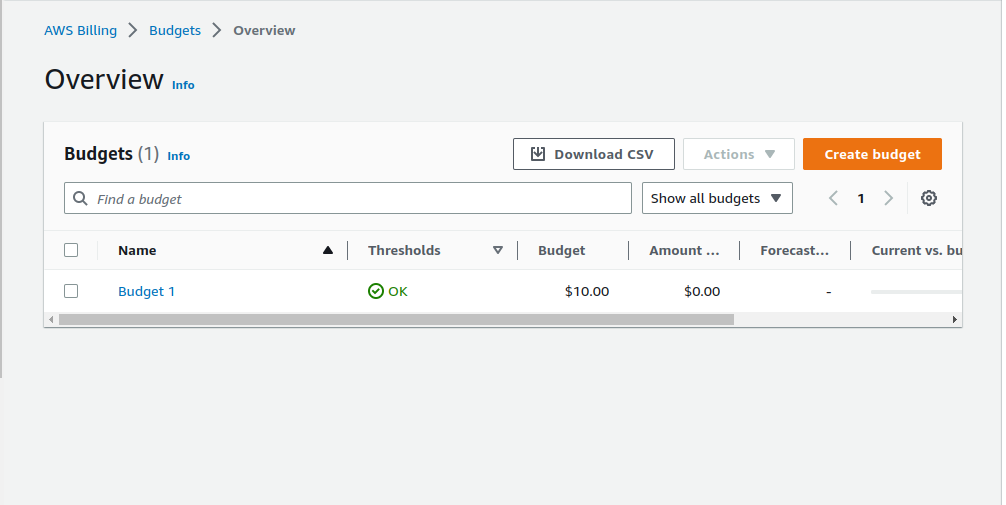 AWS Billing Budgets Overview
Overview Info
Budgets (1) Info Download CSV Actions Create budget
Find a budget Show all budgets 1
Name Thresholds Budget Amount ... Forecast... Current vs. bu
Budget 1 OK $10.00 $0.00 -